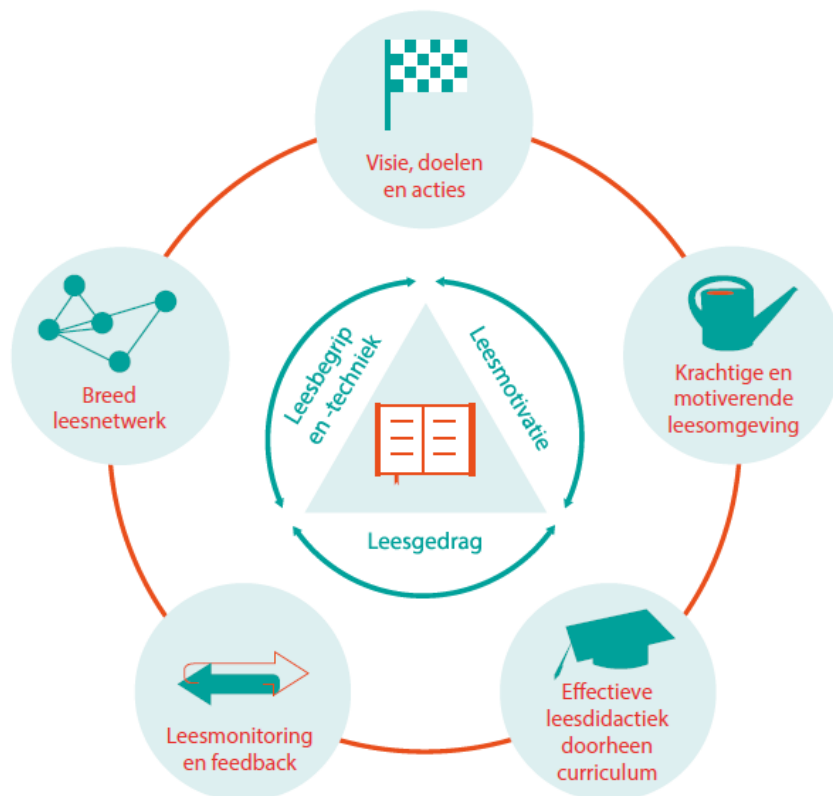 Visie, doelen
en acties
Krachtige en
motiverende
leesomgeving
Effectieve
leesdidactiek
doorheen
curriculum
Leesmonitoring
en feedback
Breed
leesnetwerk
Leesbegrip
en -techniek
Leesmotivatie
Leesgedrag